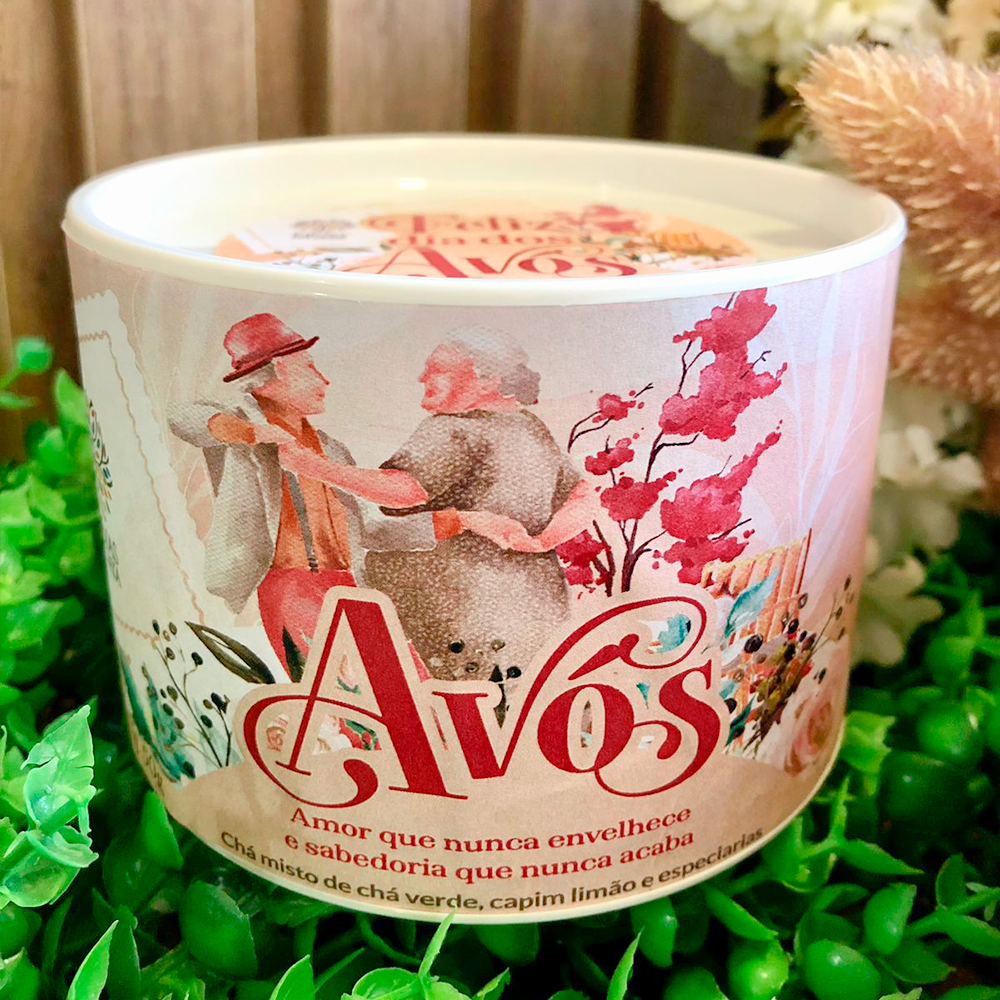 Feliz
dia dos
Avós
Avós
Amor que nunca envelhece
e sabedoria que nunca acaba
Chá misto de chá verde, capim limão e especiarias